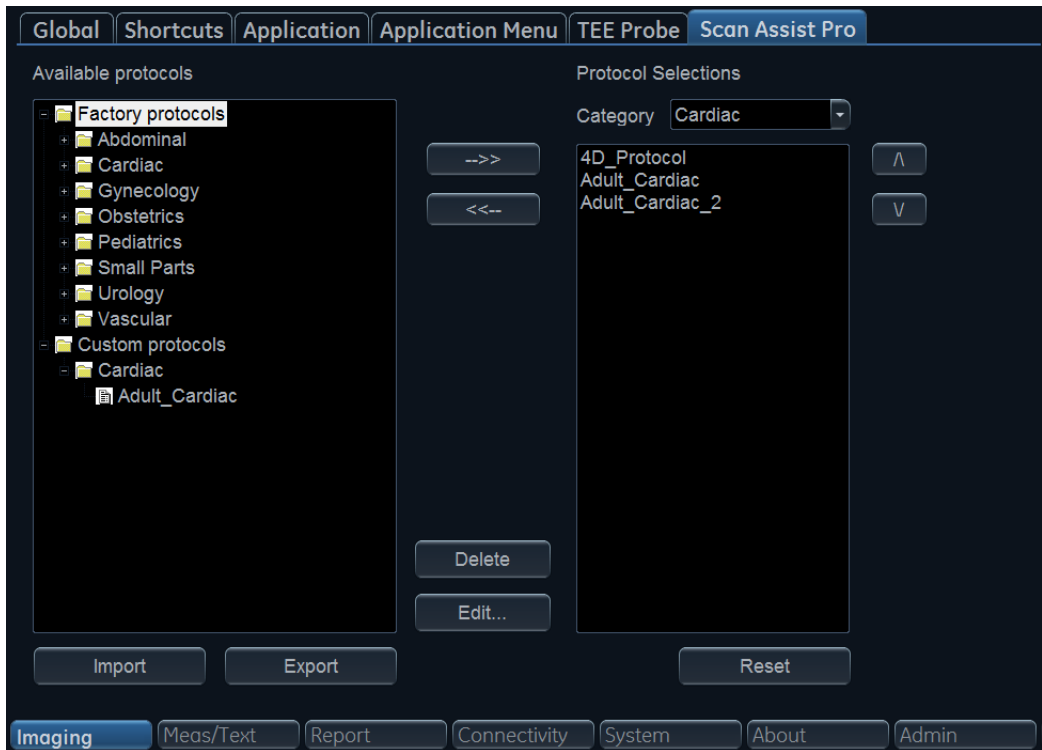 Global Shortcuts Application Application Menu TEE Probe Scan Assist Pro
Available protocols
Factory protocols
Abdominal
Cardiac
Gynecology
Obstetrics
Pediatrics
Small Parts
Urology
Vascular
Custom protocols
Cardiac
Adult_Cardiac
-->>
<<--
Delete
Edit...
Import Export
Protocol Selections
Category Cardiac
4D_Protocol
Adult_Cardiac
Adult_Cardiac_2
/\
\/
Reset
Imaging Meas/Text Report Connectivity System About Admin